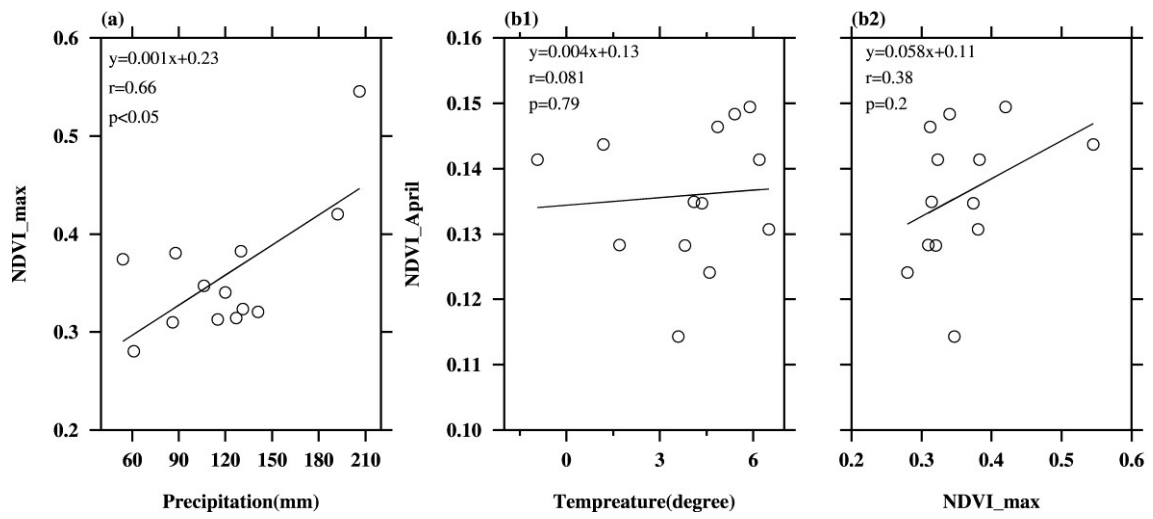 (a)
y=0.001x+0.23
r=0.66
p<0.05
0.6
0.5
0.4
0.3
0.2
NDVI_max
60 90 120 150 180 210
Precipitation(mm)
(b1)
y=0.004x+0.13
r=0.081
p=0.79
0.16
0.15
0.14
0.13
0.12
0.11
0.10
NDVI_April
0 3 6
Tempreature(degree)
(b2)
y=0.058x+0.11
r=0.38
p=0.2
0.2 0.3 0.4 0.5 0.6
NDVI_max